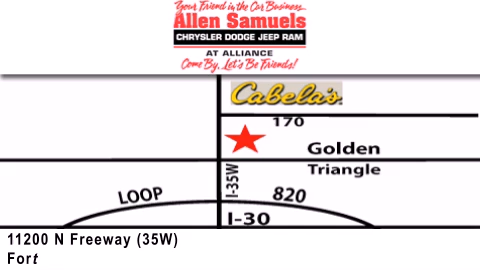 Your Friend in the Car Business
Allen Samuels
CHRYSLER DODGE JEEP RAM
AT ALLIANCE
Come By, Let's Be Friends!
Cabela's
170
Golden
Triangle
I-35W
LOOP
820
I-30
11200 N Freeway (35W)
Fort